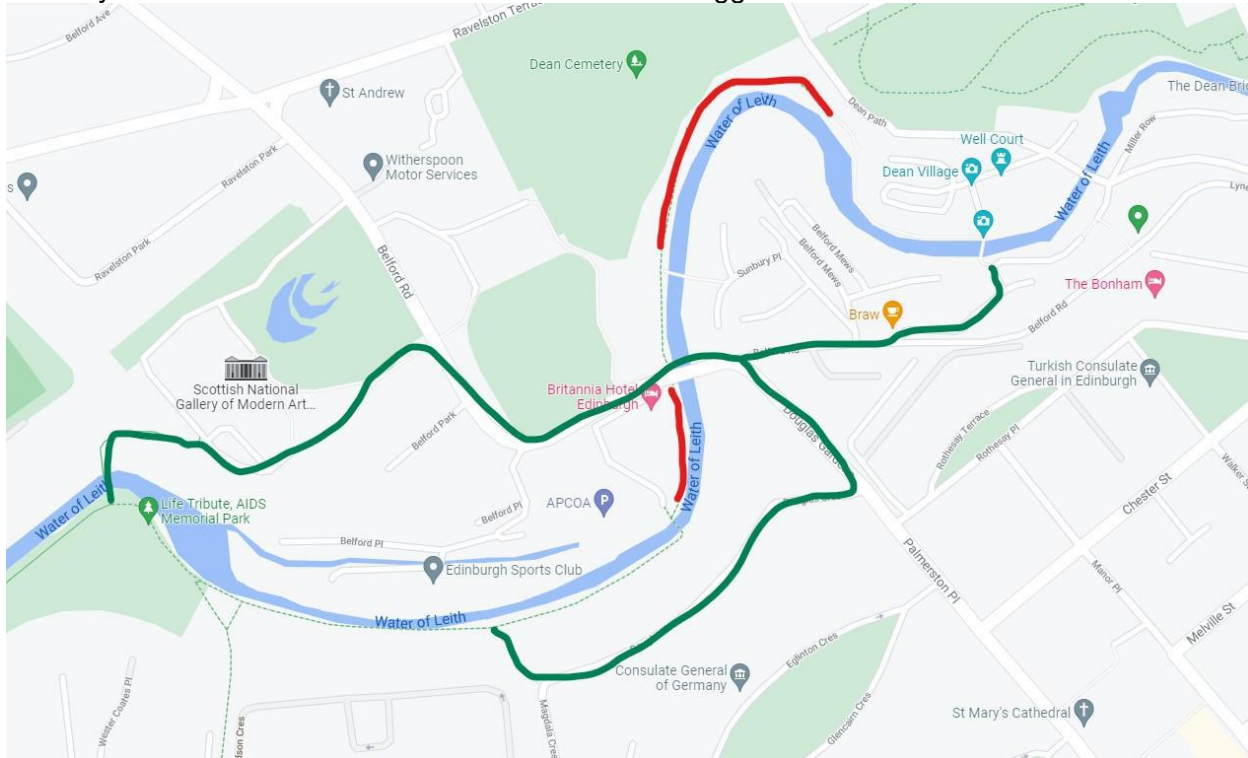 Ravelston Terra
Belford Ave
Dean Cemetery
St Andrew
The Dean Brid
Dean Path
Water of Leith
Miller Row
Well Court
Witherspoon
Motor Services
Dean Village
Ravelston Park
Water of Leith
Lyne
s
Belford Mews
Belford Mews
Sunbury Pl
Ravelston Park
Belford Rd
The Bonham
Braw
Belford Rd
Belford Rd
Turkish Consulate
General in Edinburgh
Scottish National
Gallery of Modern Art...
Britannia Hotel
Edinburgh
Belford Park
Douglas Gardens
Rothesay Terrace
Rothesay Pl
Walker St
Water of Leith
Chester St
Water of Leith
Life Tribute, AIDS
Memorial Park
APCOA
P
Belford Pl
Belford Pl
Palmerston Pl
Edinburgh Sports Club
Manor Pl
Water of Leith
Melville St
Eglinton Cres
Consulate General
of Germany
Wester Coates Pl
Magdala Cres
dson Cres
Glencairn Cres
St Mary's Cathedral